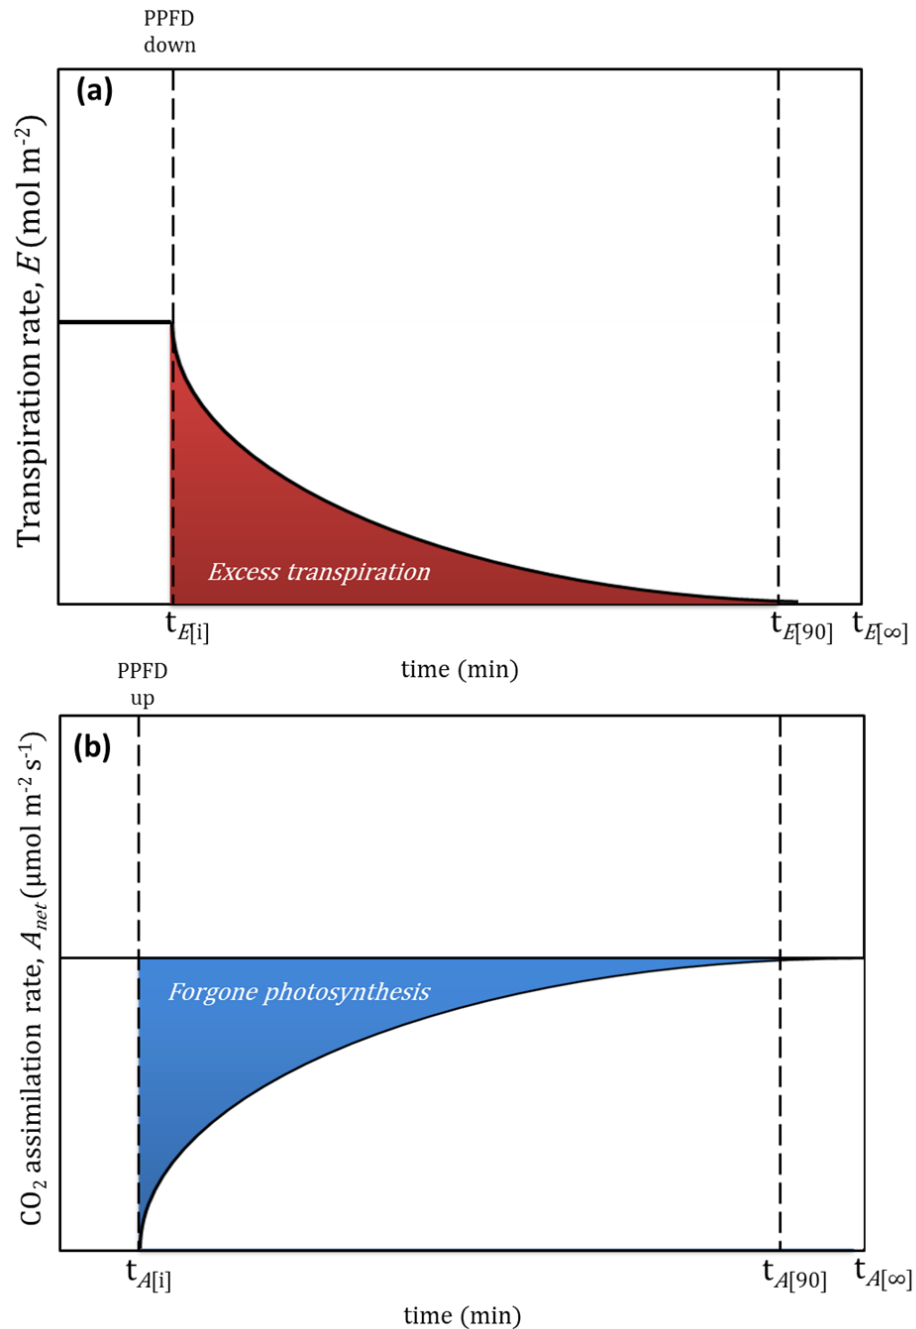 PPFD
down
(a)
Transpiration rate, E (mol m-2)
Excess transpiration
tE[i]
tE[90]
tE[∞]
time (min)
PPFD
up
(b)
CO2 assimilation rate, Anet (µmol m-2 s-1)
Forgone photosynthesis
tA[i]
tA[90]
tA[∞]
time (min)